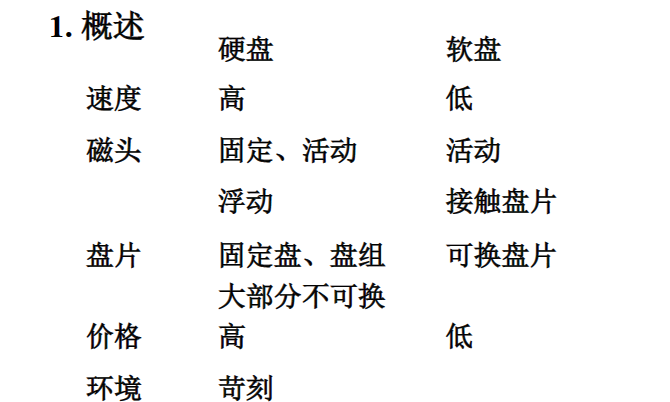 1. 概述
硬盘 软盘
速度 高 低
磁头 固定、活动 活动
浮动 接触盘片
盘片 固定盘、盘组 可换盘片
大部分不可换
价格 高 低
环境 苛刻